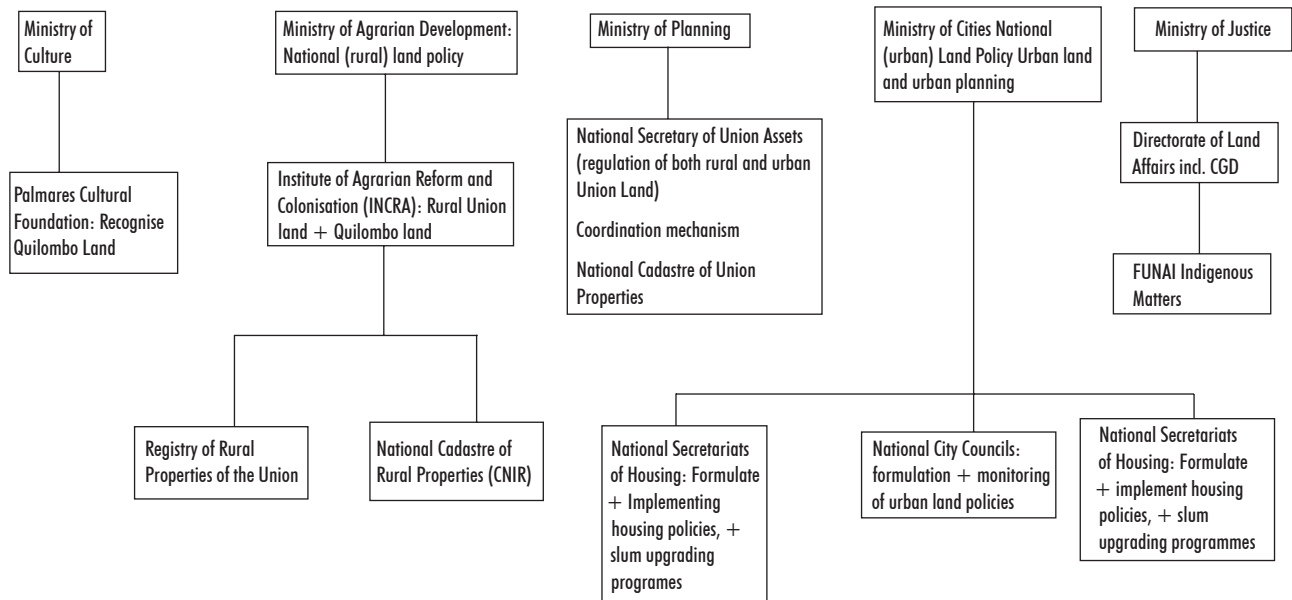 Ministry of
Culture
Ministry of Agrarian Development:
National (rural) land policy
Ministry of Planning
Ministry of Cities National
(urban) Land Policy Urban land
and urban planning
Ministry of Justice
Palmares Cultural
Foundation: Recognise
Quilombo Land
Institute of Agrarian Reform and
Colonisation (INCRA): Rural Union
land + Quilombo land
National Secretary of Union Assets
(regulation of both rural and urban
Union Land)
Coordination mechanism
National Cadastre of Union
Properties
Directorate of Land
Affairs incl. CGD
FUNAI Indigenous
Matters
Registry of Rural
Properties of the Union
National Cadastre of
Rural Properties (CNIR)
National Secretariats
of Housing: Formulate
+ Implementing
housing policies, +
slum upgrading
programes
National City Councils:
formulation + monitoring
of urban land policies
National Secretariats
of Housing: Formulate
+ implement housing
policies, + slum
upgrading programmes